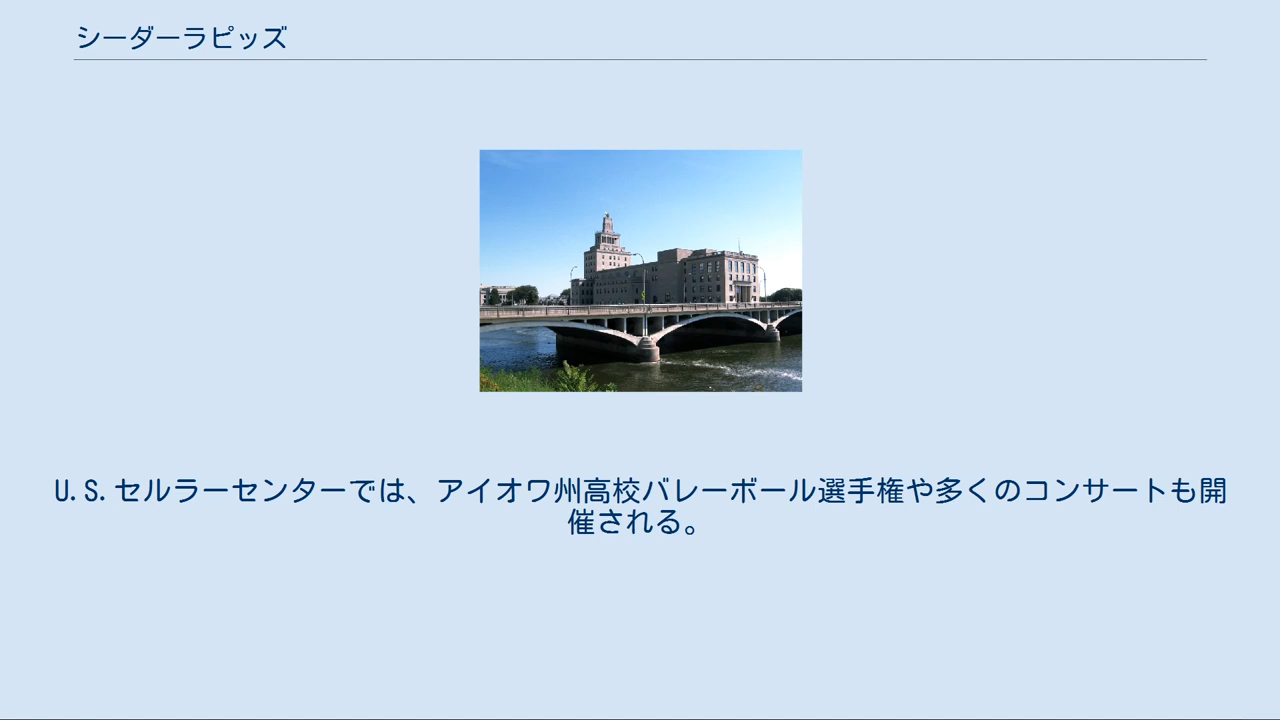 シーダーラピッズ
U.S.セルラーセンターでは、アイオワ州高校バレーボール選手権や多くのコンサートも開
催される。